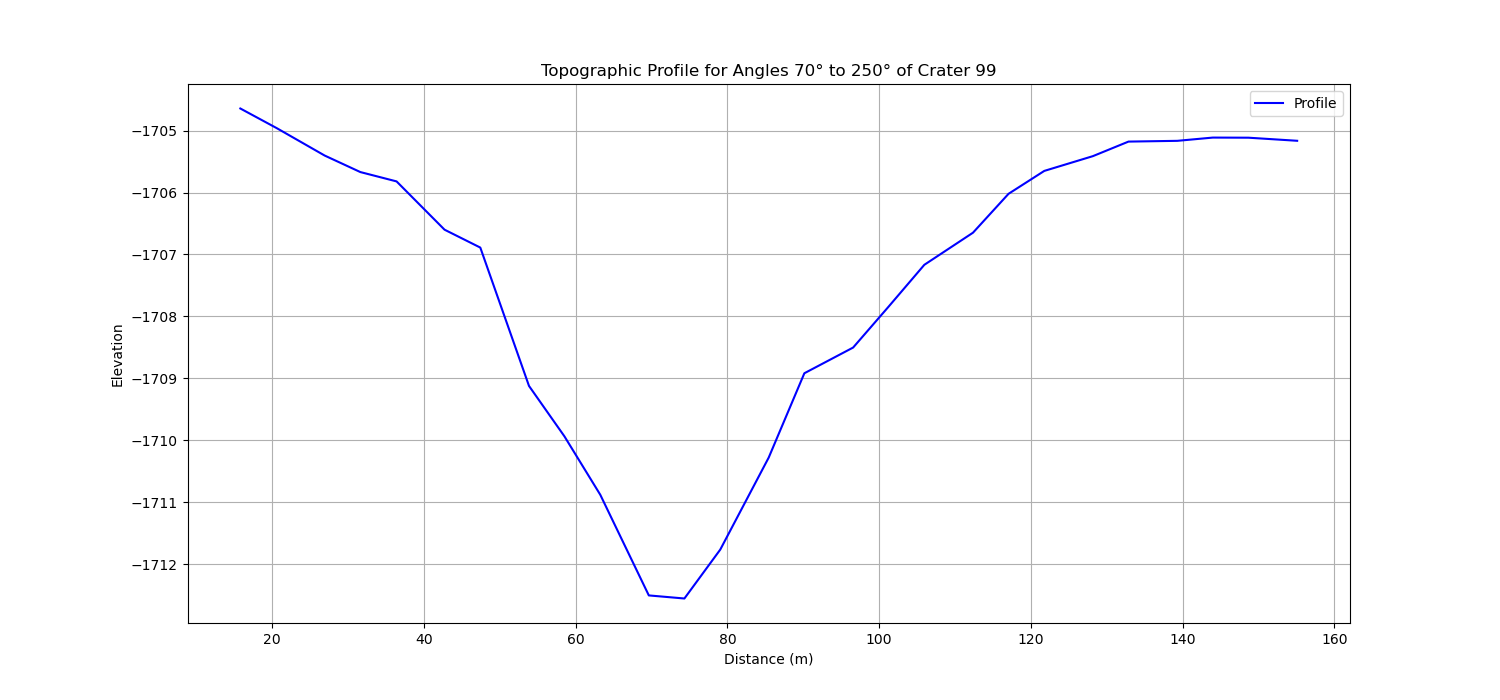 Topographic Profile for Angles 70° to 250° of Crater 99
Profile
−1705
−1706
−1707
−1708
−1709
−1710
−1711
−1712
Elevation
20 40 60 80 100 120 140 160
Distance (m)